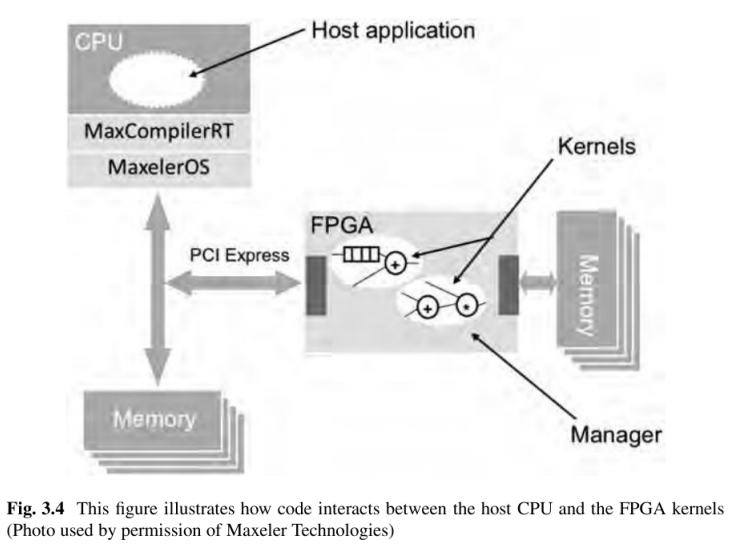 CPU
Host application
MaxCompilerRT
MaxelerOS
Kernels
FPGA
PCI Express
+
+
*
Memory
Memory
Manager
Fig. 3.4 This figure illustrates how code interacts between the host CPU and the FPGA kernels
(Photo used by permission of Maxeler Technologies)